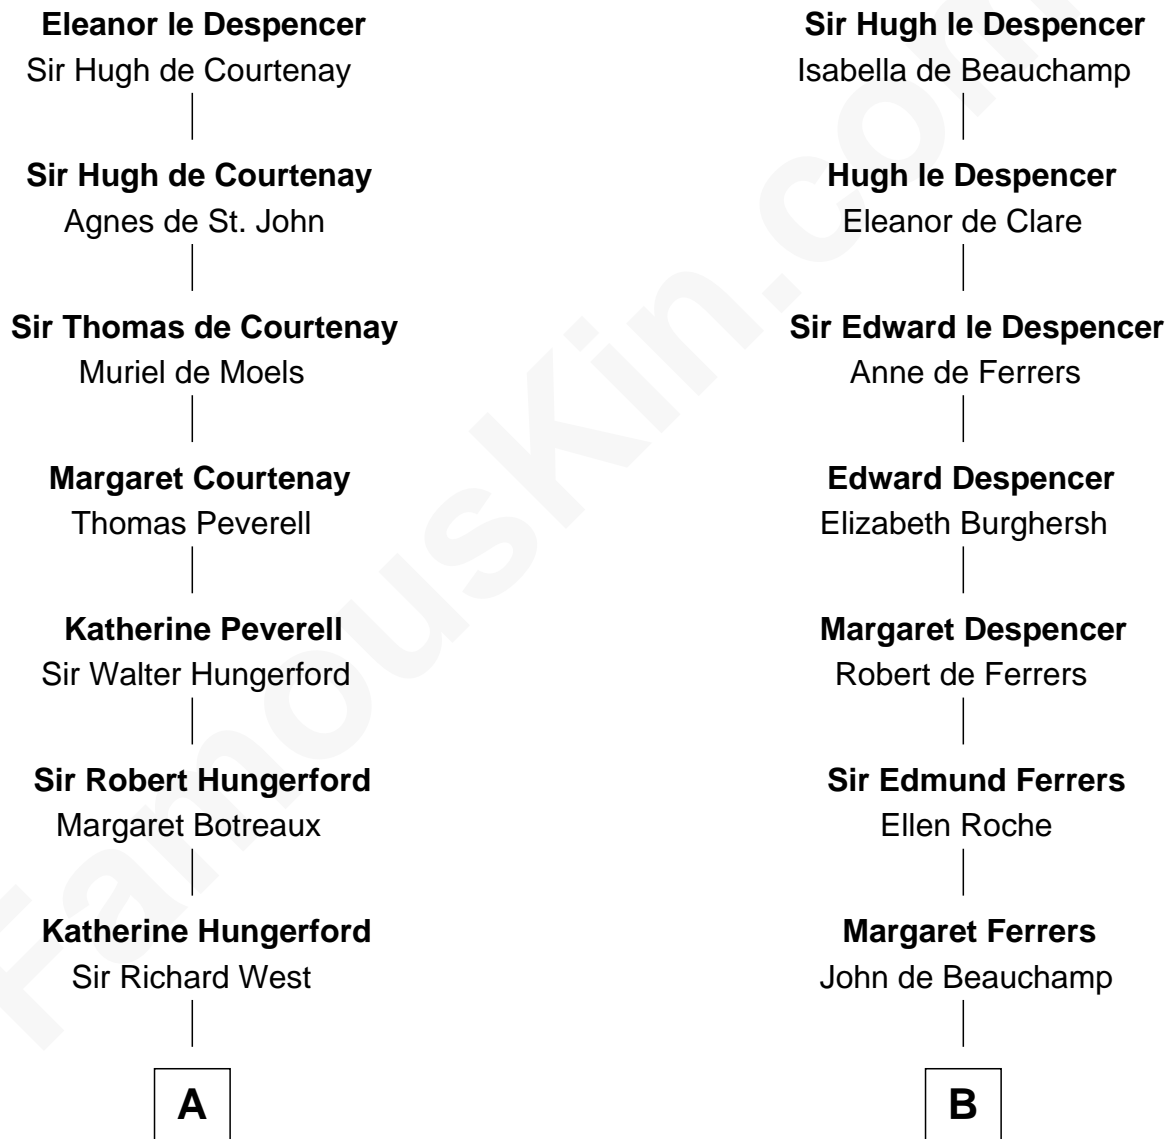 Eleanor le Despencer
Sir Hugh de Courtenay
Sir Hugh de Courtenay
Agnes de St. John
Sir Thomas de Courtenay
Muriel de Moels
Margaret Courtenay
Thomas Peverell
Katherine Peverell
Sir Walter Hungerford
Sir Robert Hungerford
Margaret Botreaux
Katherine Hungerford
Sir Richard West
A
Sir Hugh le Despencer
Isabella de Beauchamp
Hugh le Despencer
Eleanor de Clare
Sir Edward le Despencer
Anne de Ferrers
Edward Despencer
Elizabeth Burghersh
Margaret Despencer
Robert de Ferrers
Sir Edmund Ferrers
Ellen Roche
Margaret Ferrers
John de Beauchamp
B
FamousKin.com